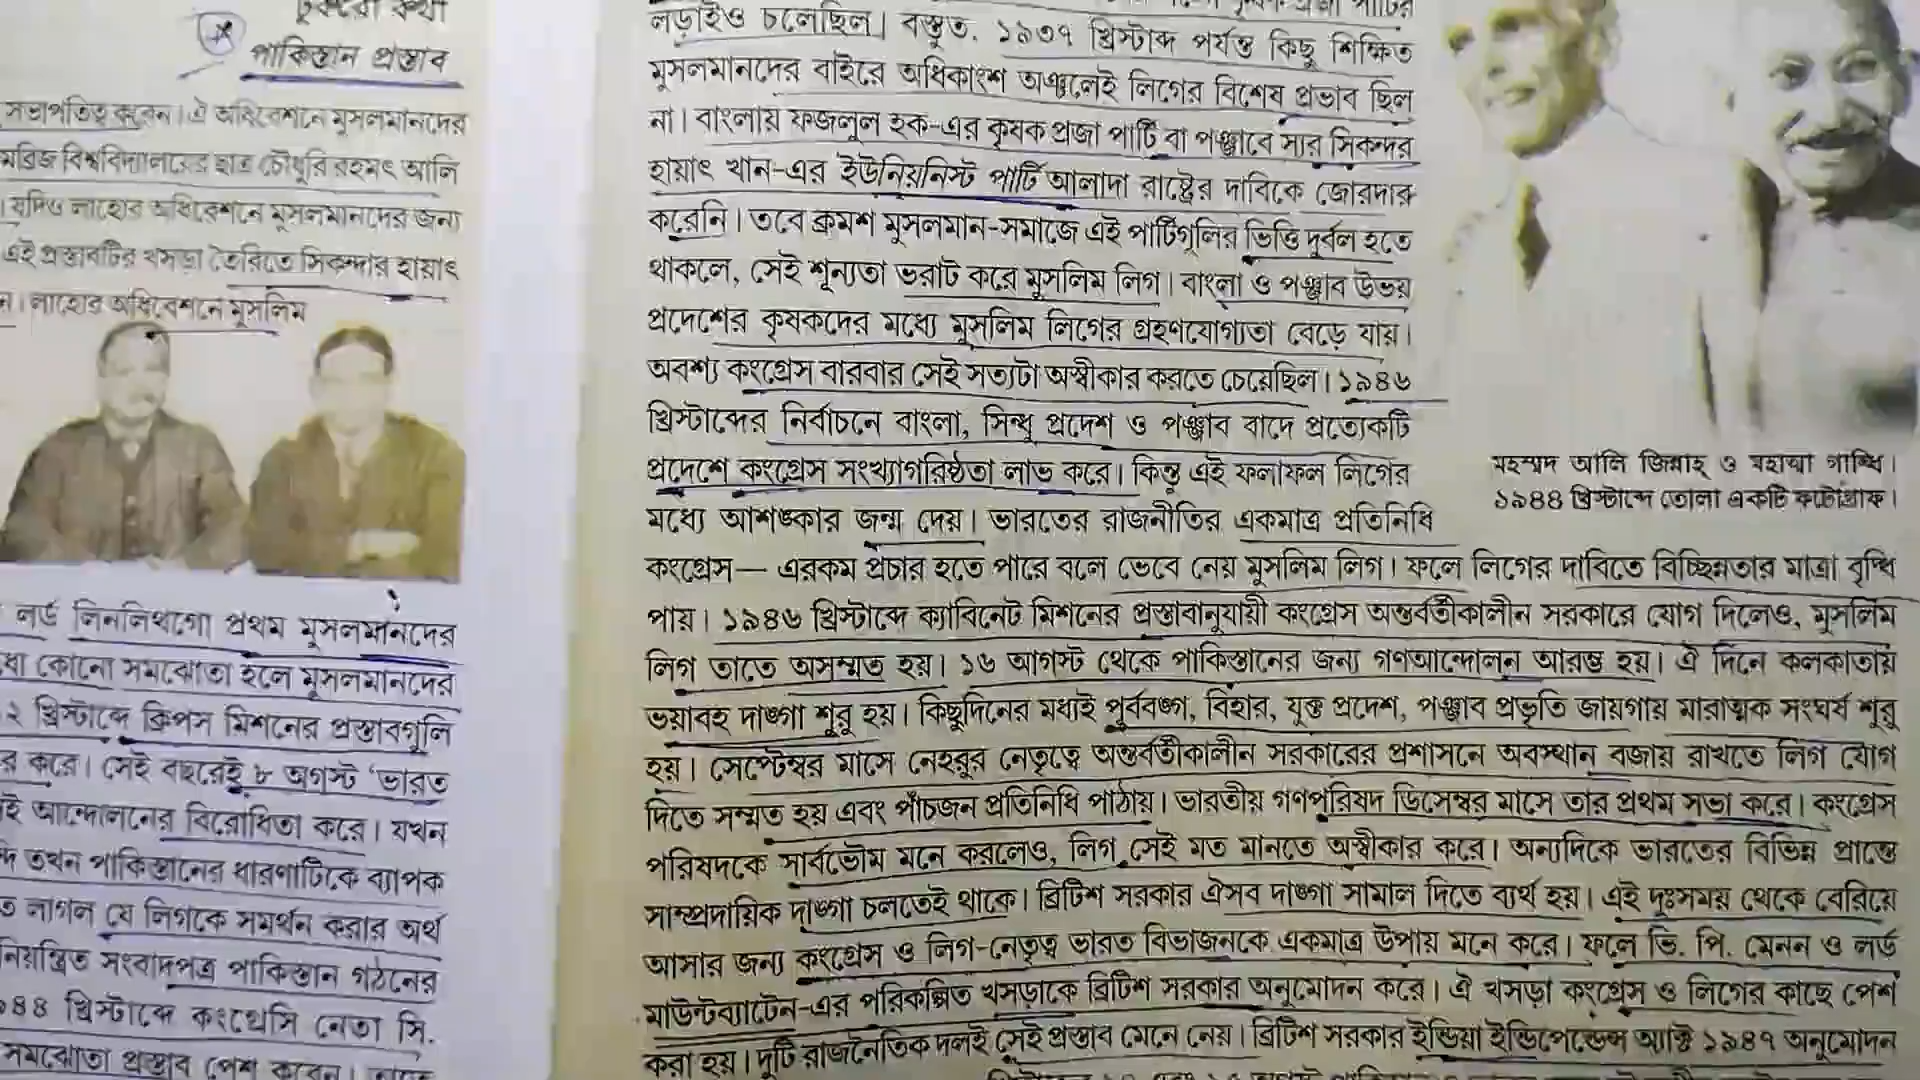 টুকরো কথা
পাকিস্তান প্রস্তাব
সভাপতিত্ব করেন। ঐ অধিবেশনে মুসলমানদের
বিশ্ববিদ্যালয়ের ছাত্র চৌধুরি রহমৎ আলি
। যদিও লাহোর অধিবেশনে মুসলমানদের জন্য
এই প্রস্তাবটির খসড়া তৈরিতে সিকন্দার হায়াৎ
ন। লাহোর অধিবেশনে মুসলিম
লর্ড লিনলিথগো প্রথম মুসলমানদের
ধ্যে কোনো সমঝোতা হলে মুসলমানদের
২ খ্রিস্টাব্দে ক্রিপস মিশনের প্রস্তাবগুলি
র করে। সেই বছরেই ৮ অগস্ট 'ভারত
ই আন্দোলনের বিরোধিতা করে। যখন
তখন পাকিস্তানের ধারণাটিকে ব্যাপক
ত লাগল যে লিগকে সমর্থন করার অর্থ
নিয়ন্ত্রিত সংবাদপত্র পাকিস্তান গঠনের
৪৪ খ্রিস্টাব্দে কংগ্রেসি নেতা সি.
সমঝোতা প্রস্তাব পেশ করেন।
লড়াইও চলেছিল। বস্তুত, ১৯৩৭ খ্রিস্টাব্দ পর্যন্ত কিছু শিক্ষিত
মুসলমানদের বাইরে অধিকাংশ অঞ্চলেই লিগের বিশেষ প্রভাব ছিল
না। বাংলায় ফজলুল হক-এর কৃষক প্রজা পার্টি বা পঞ্জাবে স্যর সিকন্দর
হায়াৎ খান-এর ইউনিয়নিস্ট পার্টি আলাদা রাষ্ট্রের দাবিকে জোরদার
করেনি। তবে ক্রমশ মুসলমান-সমাজে এই পার্টিগুলির ভিত্তি দুর্বল হতে
থাকলে, সেই শূন্যতা ভরাট করে মুসলিম লিগ। বাংলা ও পঞ্জাব উভয়
প্রদেশের কৃষকদের মধ্যে মুসলিম লিগের গ্রহণযোগ্যতা বেড়ে যায়।
অবশ্য কংগ্রেস বারবার সেই সত্যটা অস্বীকার করতে চেয়েছিল। ১৯৪৬
খ্রিস্টাব্দের নির্বাচনে বাংলা, সিন্ধু প্রদেশ ও পঞ্জাব বাদে প্রত্যেকটি
প্রদেশে কংগ্রেস সংখ্যাগরিষ্ঠতা লাভ করে। কিন্তু এই ফলাফল লিগের
মধ্যে আশঙ্কার জন্ম দেয়। ভারতের রাজনীতির একমাত্র প্রতিনিধি
কংগ্রেস— এরকম প্রচার হতে পারে বলে ভেবে নেয় মুসলিম লিগ। ফলে লিগের দাবিতে বিচ্ছিন্নতার মাত্রা বৃদ্ধি
পায়। ১৯৪৬ খ্রিস্টাব্দে ক্যাবিনেট মিশনের প্রস্তাবানুযায়ী কংগ্রেস অন্তর্বর্তীকালীন সরকারে যোগ দিলেও, মুসলিম
লিগ তাতে অসম্মত হয়। ১৬ আগস্ট থেকে পাকিস্তানের জন্য গণআন্দোলন আরম্ভ হয়। ঐ দিনে কলকাতায়
ভয়াবহ দাঙ্গা শুরু হয়। কিছুদিনের মধ্যেই পূর্ববঙ্গ, বিহার, যুক্ত প্রদেশ, পঞ্জাব প্রভৃতি জায়গায় মারাত্মক সংঘর্ষ শুরু
হয়। সেপ্টেম্বর মাসে নেহরুর নেতৃত্বে অন্তর্বর্তীকালীন সরকারের প্রশাসনে অবস্থান বজায় রাখতে লিগ যোগ
দিতে সম্মত হয় এবং পাঁচজন প্রতিনিধি পাঠায়। ভারতীয় গণপরিষদ ডিসেম্বর মাসে তার প্রথম সভা করে। কংগ্রেস
পরিষদকে সার্বভৌম মনে করলেও, লিগ সেই মত মানতে অস্বীকার করে। অন্যদিকে ভারতের বিভিন্ন প্রান্তে
সাম্প্রদায়িক দাঙ্গা চলতেই থাকে। ব্রিটিশ সরকার ঐসব দাঙ্গা সামাল দিতে ব্যর্থ হয়। এই দুঃসময় থেকে বেরিয়ে
আসার জন্য কংগ্রেস ও লিগ-নেতৃত্ব ভারত বিভাজনকে একমাত্র উপায় মনে করে। ফলে ভি. পি. মেনন ও লর্ড
মাউন্টব্যাটেন-এর পরিকল্পিত খসড়াকে ব্রিটিশ সরকার অনুমোদন করে। ঐ খসড়া কংগ্রেস ও লিগের কাছে পেশ
করা হয়। দুটি রাজনৈতিক দলই সেই প্রস্তাব মেনে নেয়। ব্রিটিশ সরকার ইন্ডিয়া ইন্ডিপেন্ডেন্স অ্যাক্ট ১৯৪৭ অনুমোদন
মহম্মদ আলি জিন্নাহ্ ও মহাত্মা গান্ধি।
১৯৪৪ খ্রিস্টাব্দে তোলা একটি ফটোগ্রাফ।